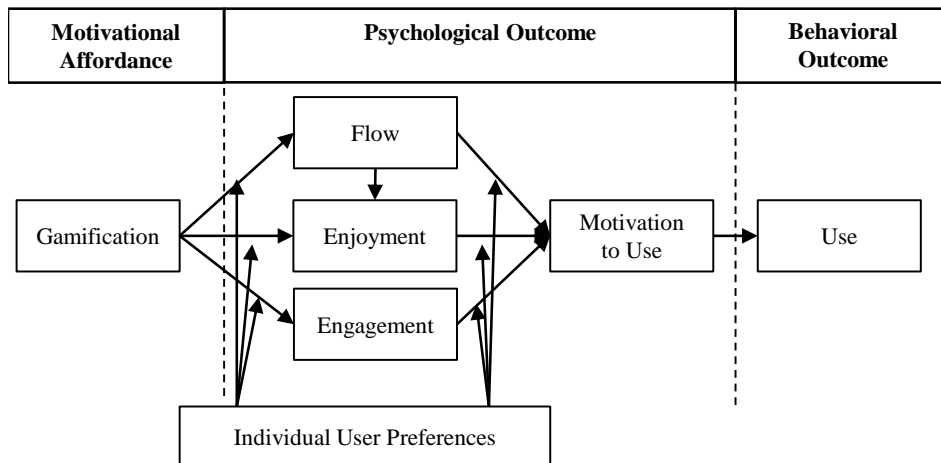 Motivational
Affordance
Psychological Outcome
Behavioral
Outcome
Flow
Gamification
Enjoyment
Motivation
to Use
Use
Engagement
Individual User Preferences